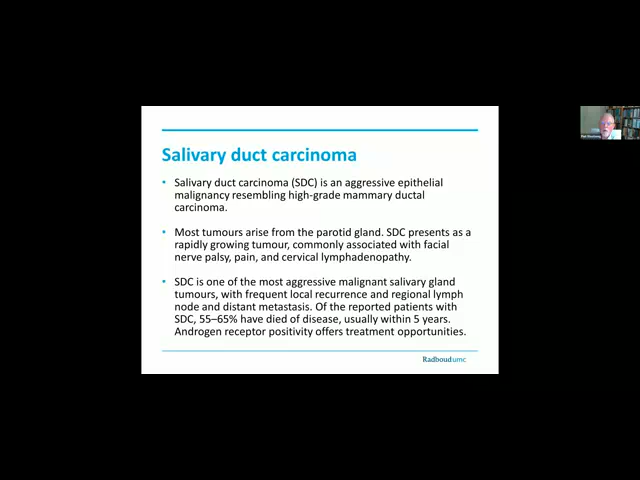 Salivary duct carcinoma
• Salivary duct carcinoma (SDC) is an aggressive epithelial
malignancy resembling high-grade mammary ductal
carcinoma.
• Most tumours arise from the parotid gland. SDC presents as a
rapidly growing tumour, commonly associated with facial
nerve palsy, pain, and cervical lymphadenopathy.
• SDC is one of the most aggressive malignant salivary gland
tumours, with frequent local recurrence and regional lymph
node and distant metastasis. Of the reported patients with
SDC, 55–65% have died of disease, usually within 5 years.
Androgen receptor positivity offers treatment opportunities.
Radboudumc